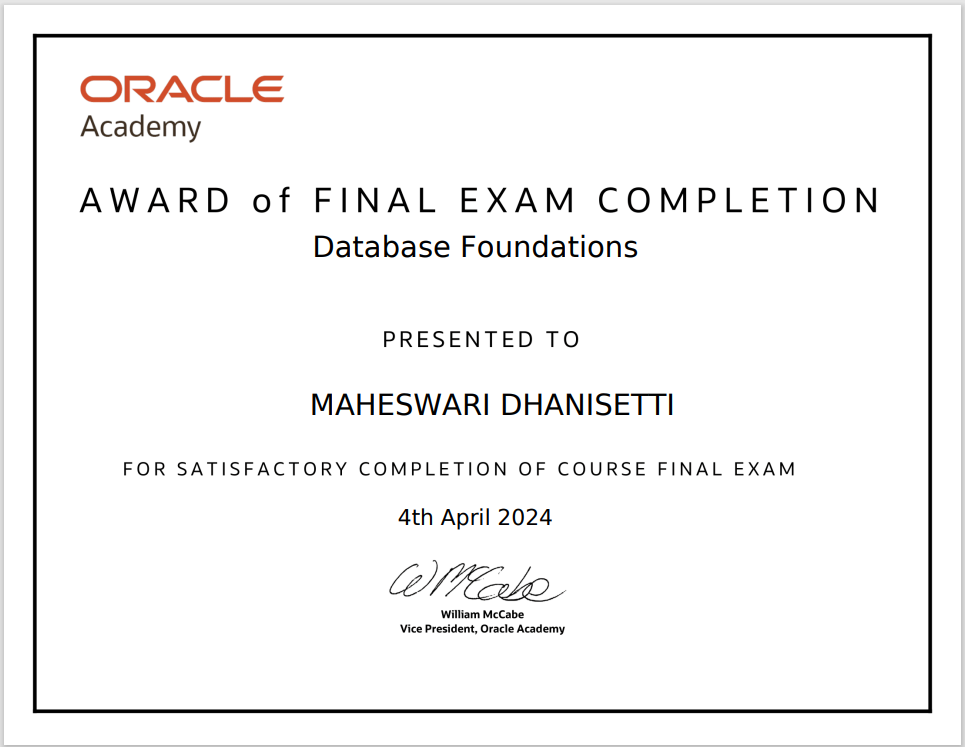 ORACLE
Academy
AWARD of FINAL EXAM COMPLETION
Database Foundations
PRESENTED TO
MAHESWARI DHANISETTI
FOR SATISFACTORY COMPLETION OF COURSE FINAL EXAM
4th April 2024
WMcCabe
William McCabe
Vice President, Oracle Academy